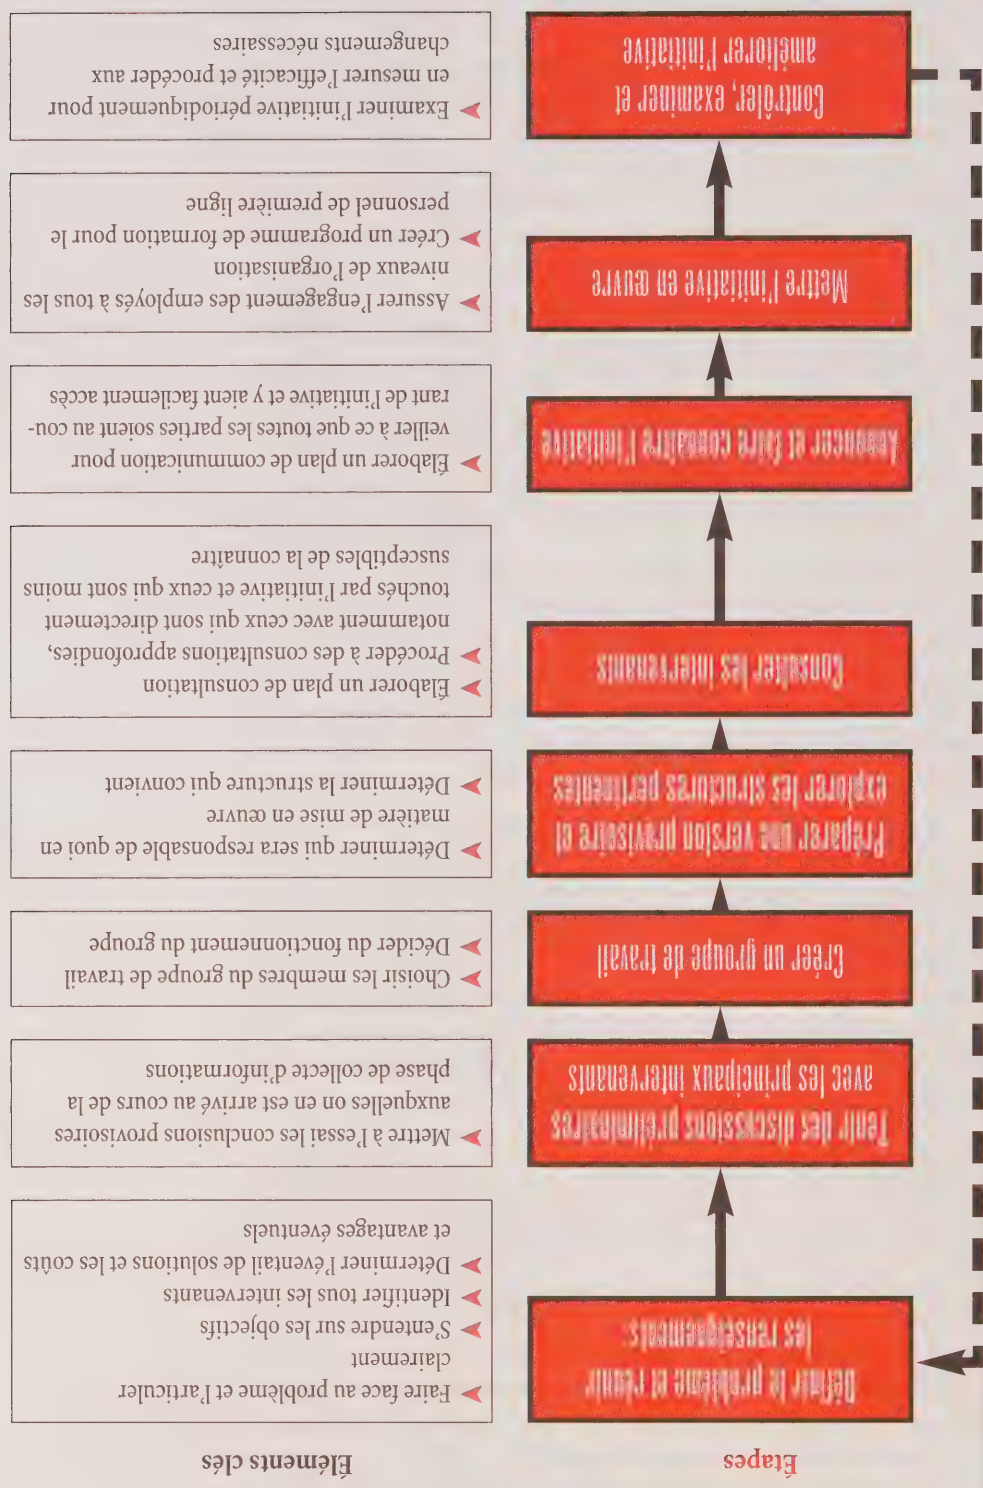 Étapes
Éléments clés
Définir le problème et réunir
les renseignements
➤ Faire face au problème et l'articuler
clairement
➤ S'entendre sur les objectifs
➤ Identifier tous les intervenants
➤ Déterminer l'éventail de solutions et les coûts
et avantages éventuels
Tenir des discussions préliminaires
avec les principaux intervenants
➤ Mettre à l'essai les conclusions provisoires
auxquelles on en est arrivé au cours de la
phase de collecte d'informations
Créer un groupe de travail
➤ Choisir les membres du groupe de travail
➤ Décider du fonctionnement du groupe
Préparer une version provisoire et
explorer les structures pertinentes
➤ Déterminer qui sera responsable de quoi en
matière de mise en œuvre
➤ Déterminer la structure qui convient
Consulter les intervenants
➤ Élaborer un plan de consultation
➤ Procéder à des consultations approfondies,
notamment avec ceux qui sont directement
touchés par l'initiative et ceux qui sont moins
susceptibles de la connaître
Annoncer et faire connaître l'initiative
➤ Élaborer un plan de communication pour
veiller à ce que toutes les parties soient au cou-
rant de l'initiative et y aient facilement accès
Mettre l'initiative en œuvre
➤ Assurer l'engagement des employés à tous les
niveaux de l'organisation
➤ Créer un programme de formation pour le
personnel de première ligne
Contrôler, examiner et
améliorer l'initiative
➤ Examiner l'initiative périodiquement pour
en mesurer l'efficacité et procéder aux
changements nécessaires